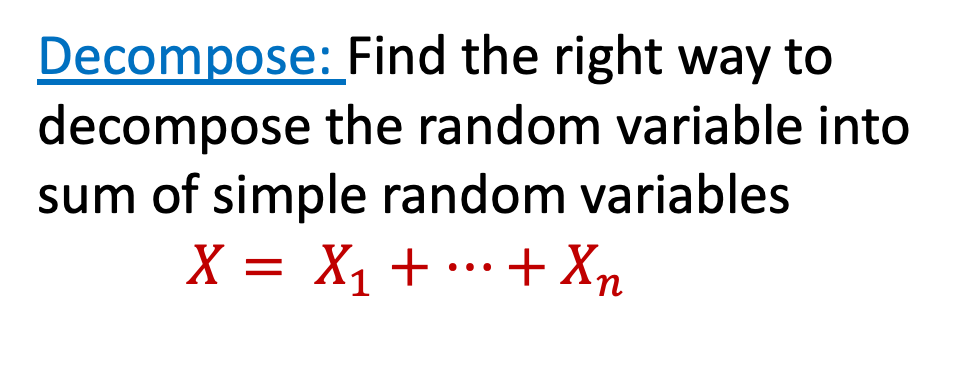 Decompose: Find the right way to
decompose the random variable into
sum of simple random variables
X = X₁ + ⋯ + Xₙ